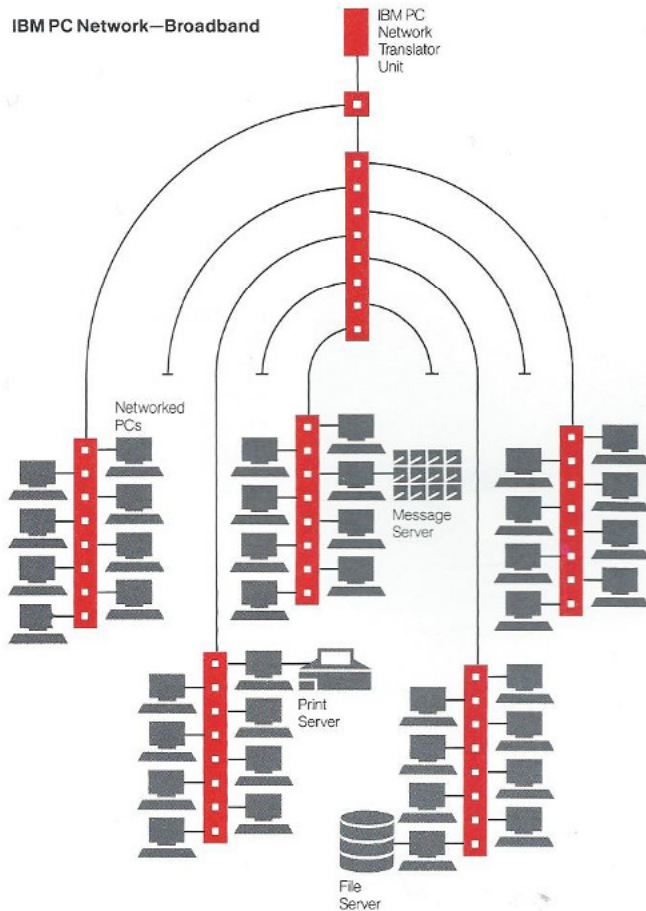 IBM PC Network—Broadband
IBM PC
Network
Translator
Unit
Networked
PCs
Message
Server
Print
Server
File
Server